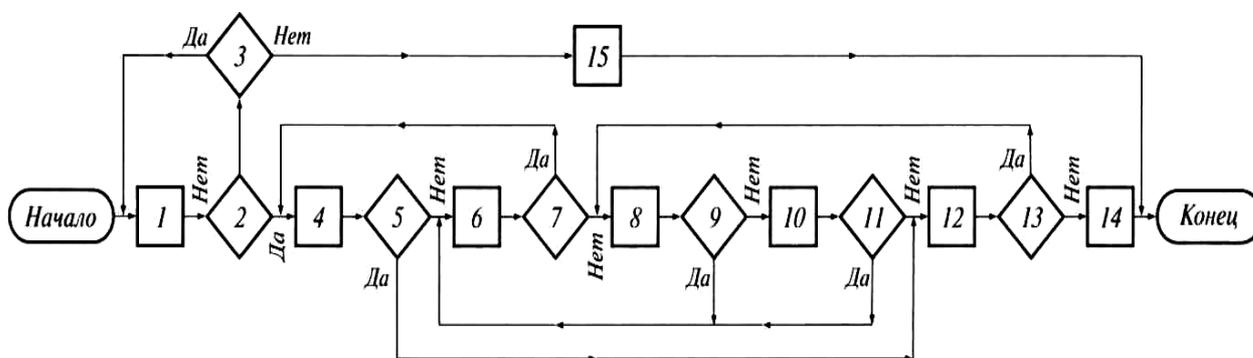 Да 3 Нет 15
Да Да
Начало 1 Нет 2 Да 4 5 Нет 6 7 Нет 8 9 Нет 10 11 Нет 12 13 Нет 14 Конец
Да Да Да